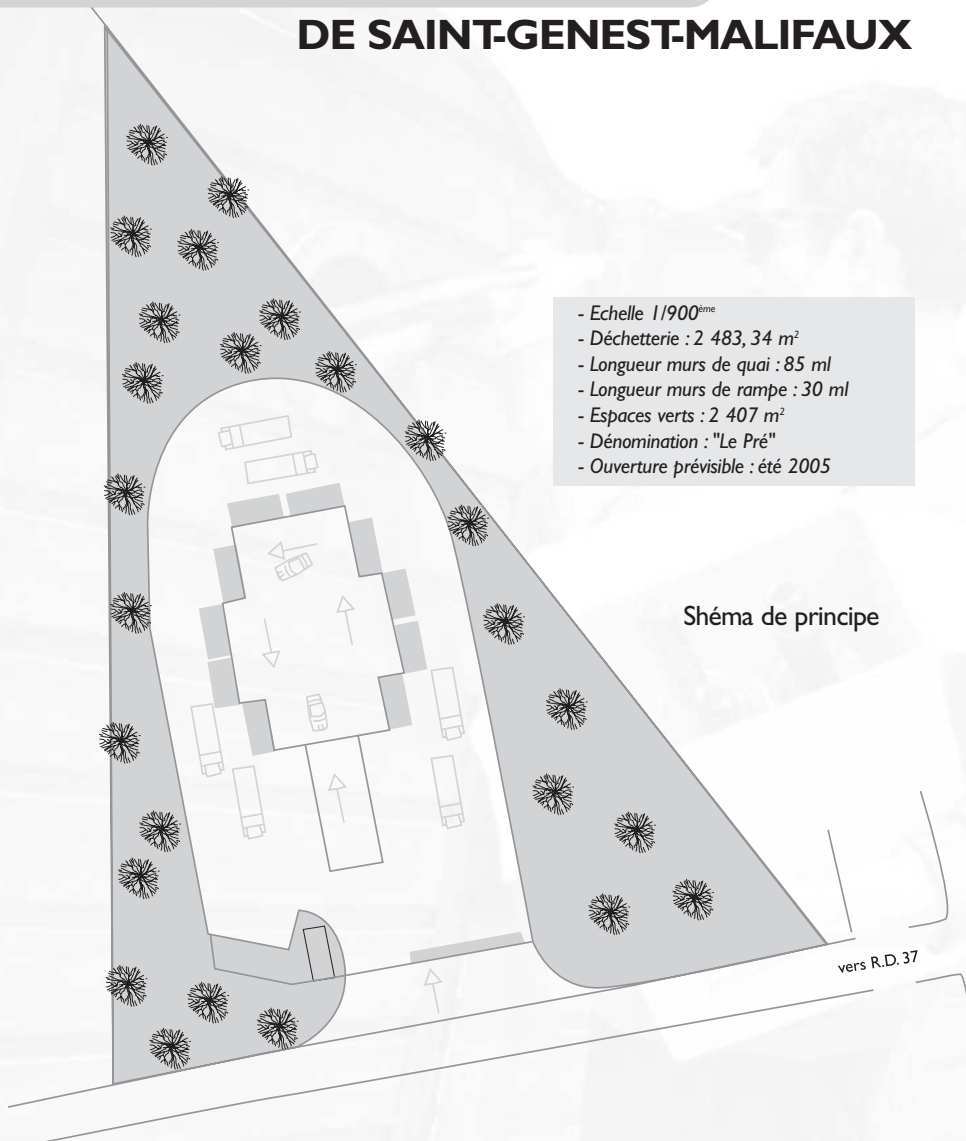 DE SAINT-GENEST-MALIFAUX
- Echelle 1/900ème
- Déchetterie : 2 483, 34 m²
- Longueur murs de quai : 85 ml
- Longueur murs de rampe : 30 ml
- Espaces verts : 2 407 m²
- Dénomination : "Le Pré"
- Ouverture prévisible : été 2005
Shéma de principe
vers R.D. 37